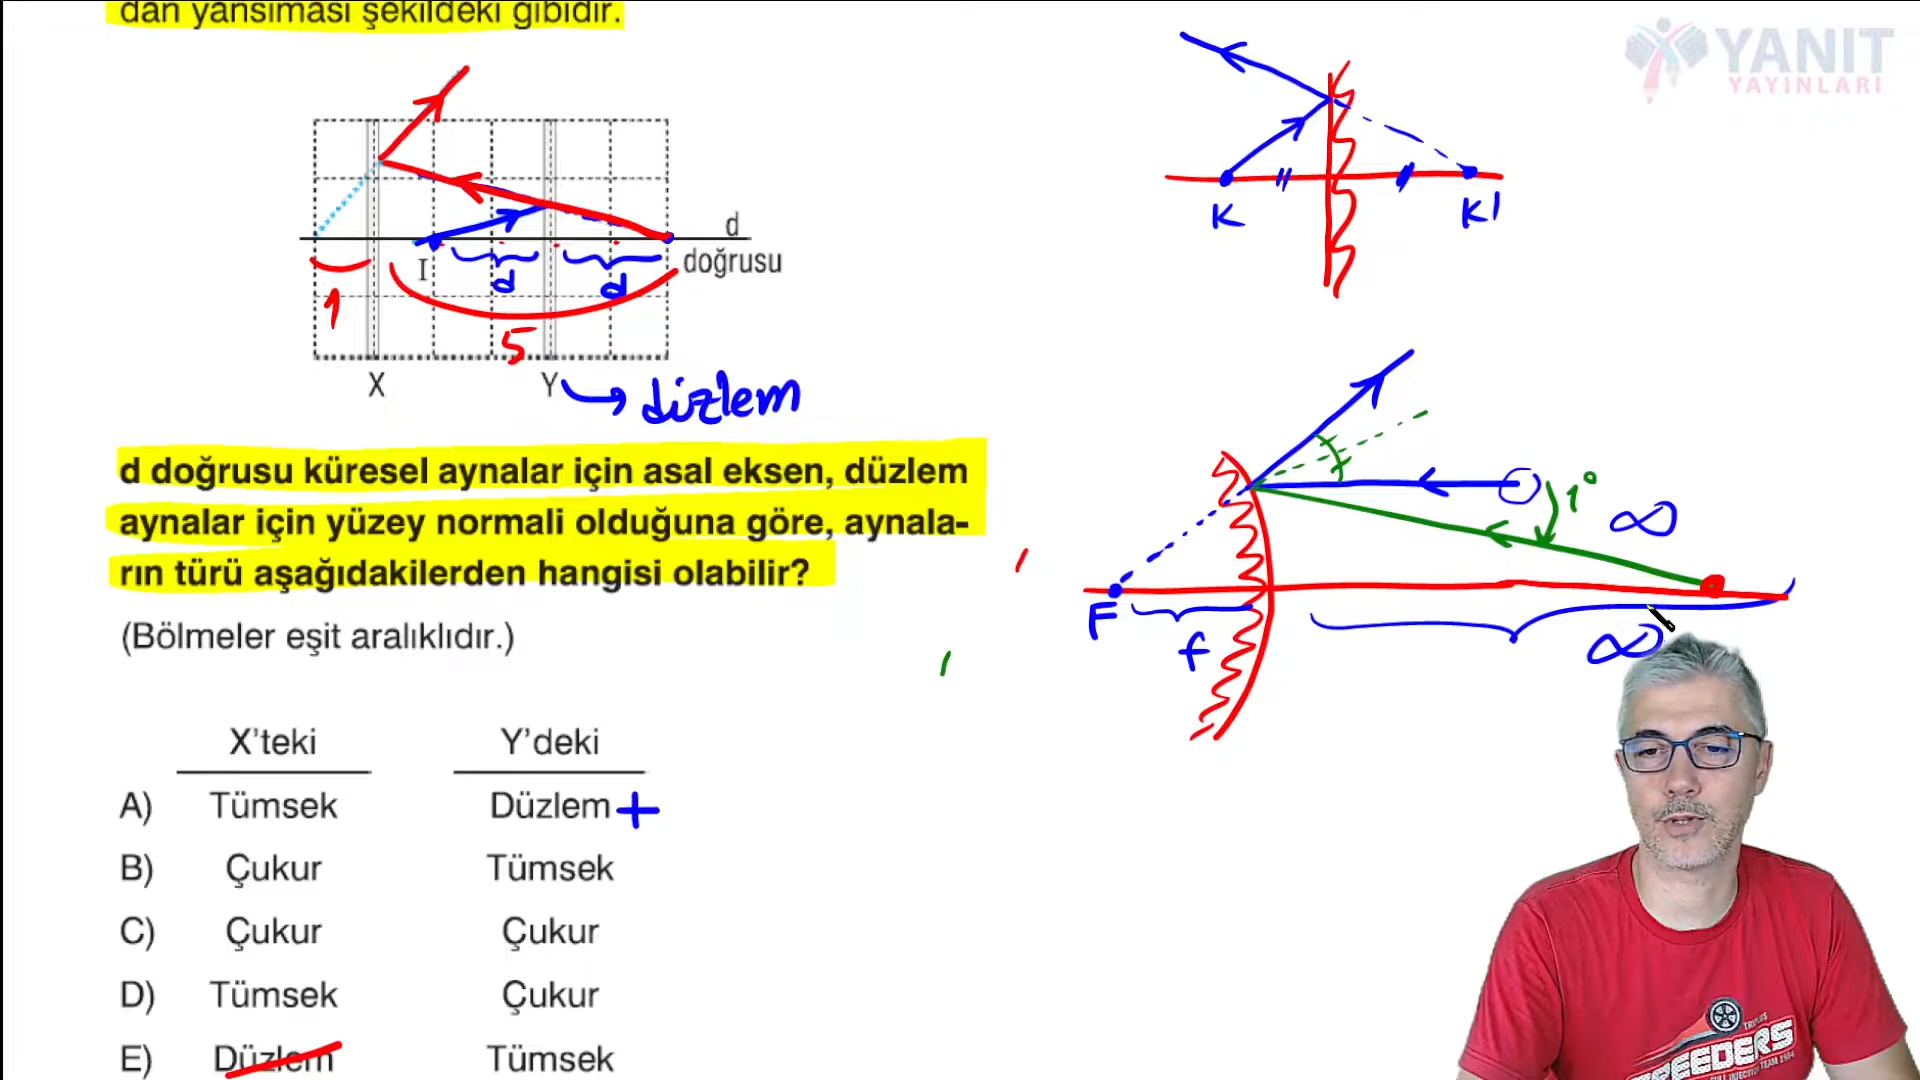 dan yansıması şekildeki gibidir.
YANIT
YAYINLARI
K
K'
d
doğrusu
I
d
d
1
5
X
Y
düzlem
d doğrusu küresel aynalar için asal eksen, düzlem
aynalar için yüzey normali olduğuna göre, aynala-
rın türü aşağıdakilerden hangisi olabilir?
(Bölmeler eşit aralıklıdır.)
1°
∞
F
f
∞
X'teki Y'deki
A) Tümsek Düzlem +
B) Çukur Tümsek
C) Çukur Çukur
D) Tümsek Çukur
E) Düzlem Tümsek